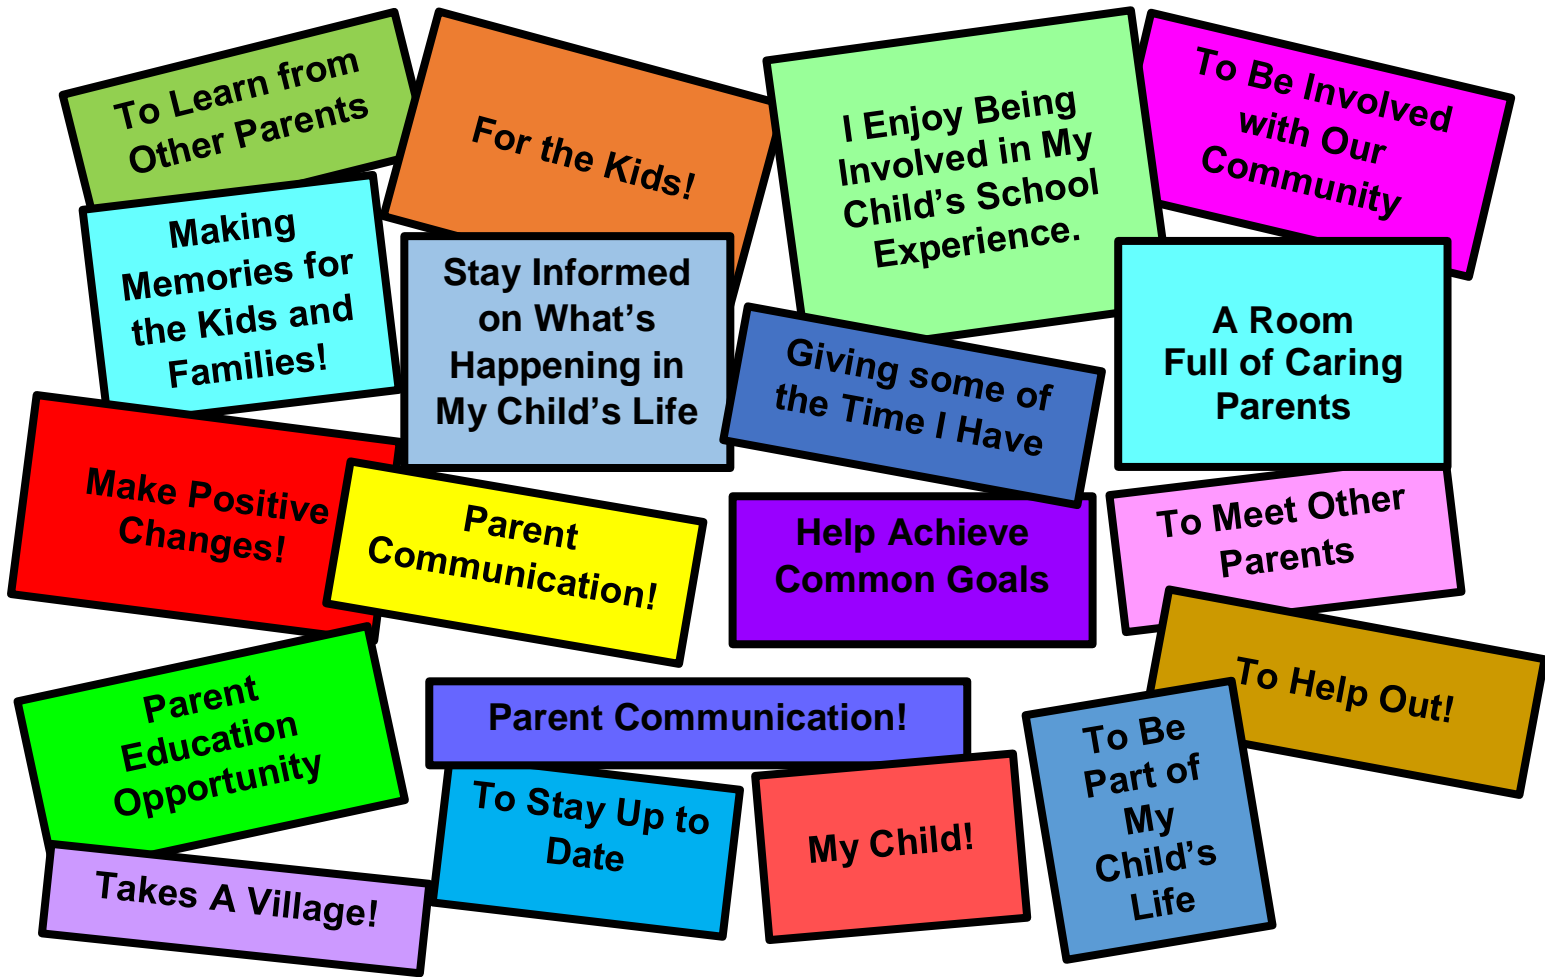 To Learn from
Other Parents
For the Kids!
I Enjoy Being
Involved in My
Child's School
Experience.
To Be Involved
with Our
Community
Making
Memories for
the Kids and
Families!
Stay Informed
on What's
Happening in
My Child's Life
Giving some of
the Time I Have
A Room
Full of Caring
Parents
Make Positive
Changes!
Parent
Communication!
Help Achieve
Common Goals
To Meet Other
Parents
To Help Out!
Parent
Education
Opportunity
Parent Communication!
To Be
Part of
My
Child's
Life
To Stay Up to
Date
My Child!
Takes A Village!